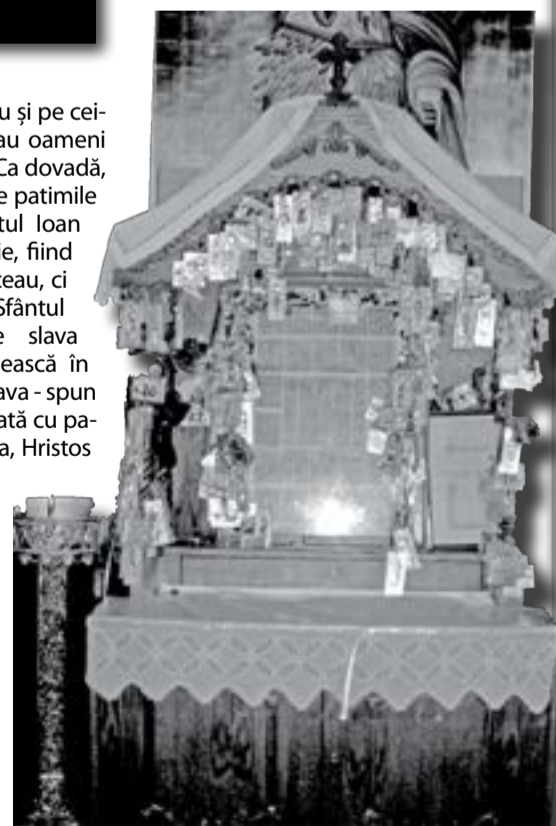 u și pe cei-
au oameni
Ca dovadă,
e patimile
tul Ioan
ie, fiind
eau, ci
Sfântul
e slava
ească în
ava - spun
ată cu pa-
a, Hristos